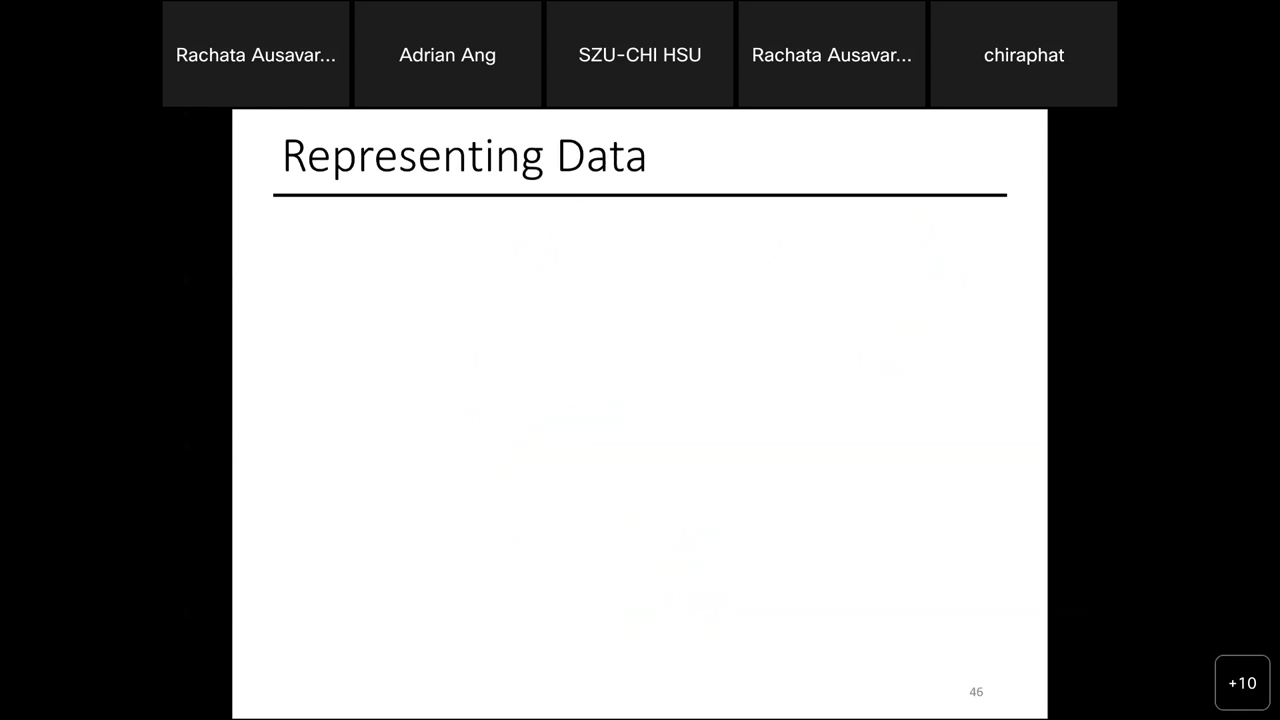 Rachata Ausavar...
Adrian Ang
SZU-CHI HSU
Rachata Ausavar...
chiraphat
Representing Data
46
+10